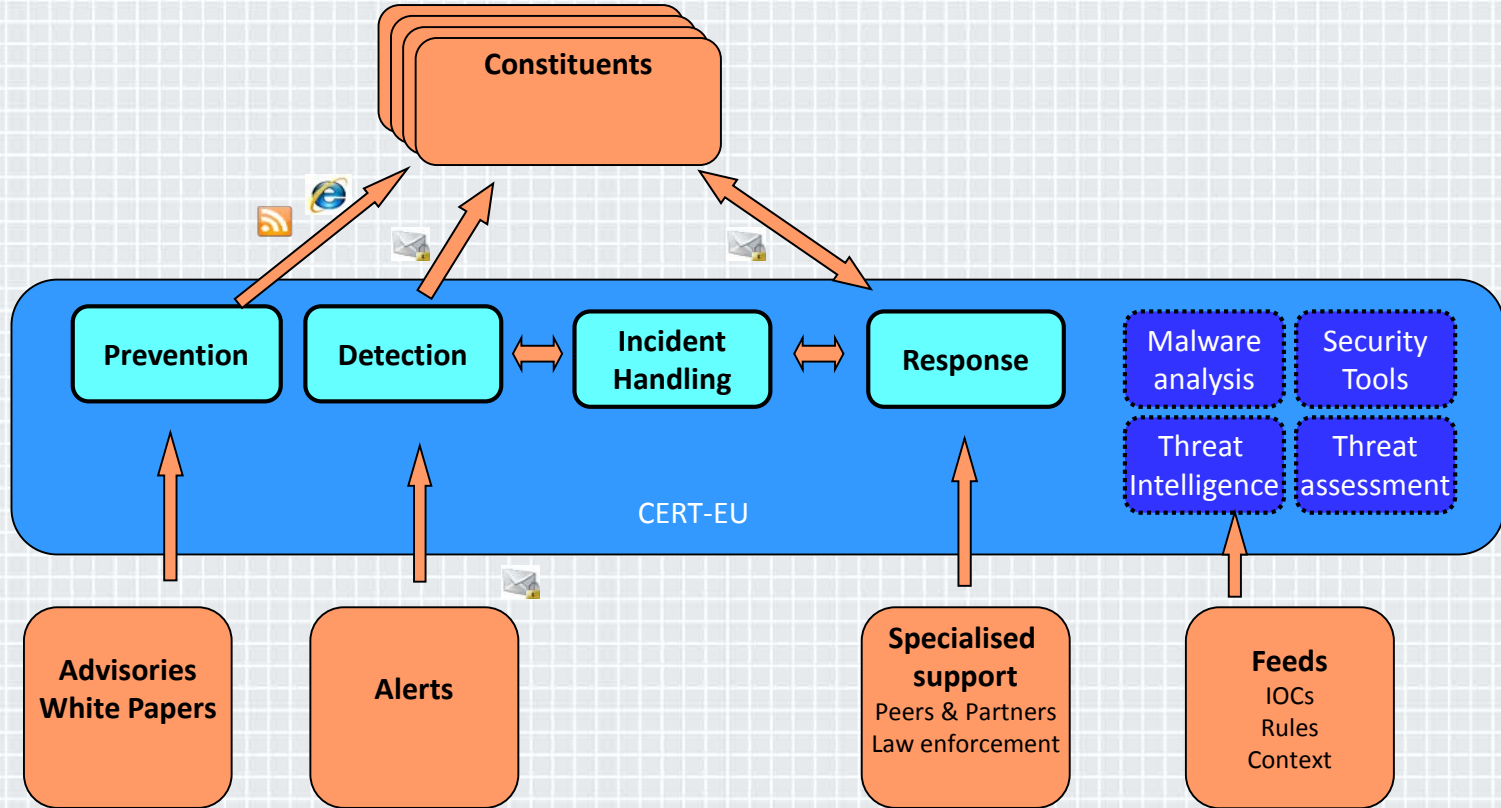 Constituents
Prevention
Detection
Incident
Handling
Response
Malware
analysis
Security
Tools
Threat
Intelligence
Threat
assessment
CERT-EU
Advisories
White Papers
Alerts
Specialised
support
Peers & Partners
Law enforcement
Feeds
IOCs
Rules
Context